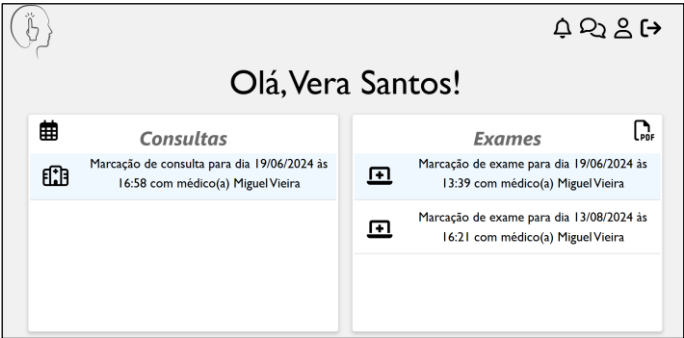 Olá, Vera Santos!
Consultas
Marcação de consulta para dia 19/06/2024 às
16:58 com médico(a) Miguel Vieira
Exames
PDF
Marcação de exame para dia 19/06/2024 às
13:39 com médico(a) Miguel Vieira
Marcação de exame para dia 13/08/2024 às
16:21 com médico(a) Miguel Vieira